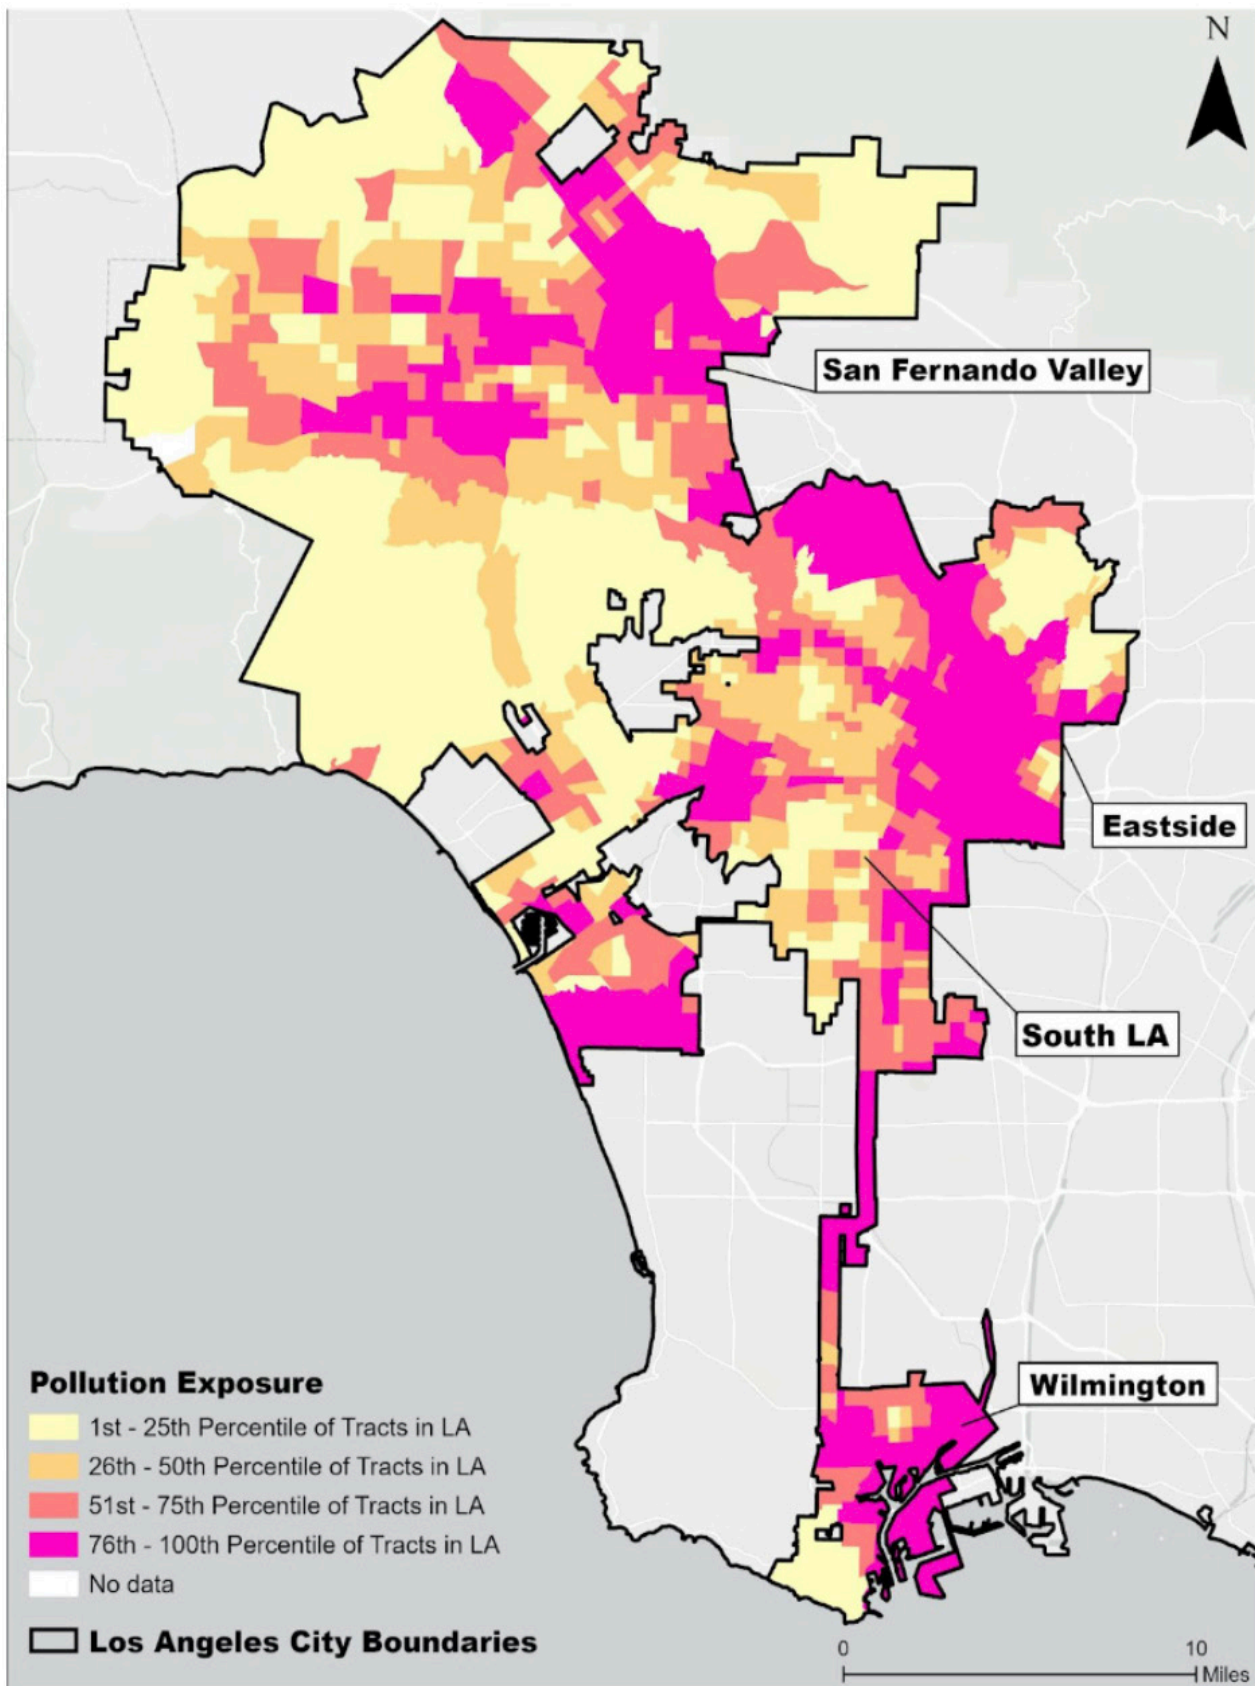 N
San Fernando Valley
Eastside
South LA
Wilmington
Pollution Exposure
1st - 25th Percentile of Tracts in LA
26th - 50th Percentile of Tracts in LA
51st - 75th Percentile of Tracts in LA
76th - 100th Percentile of Tracts in LA
No data
Los Angeles City Boundaries
0 10
Miles